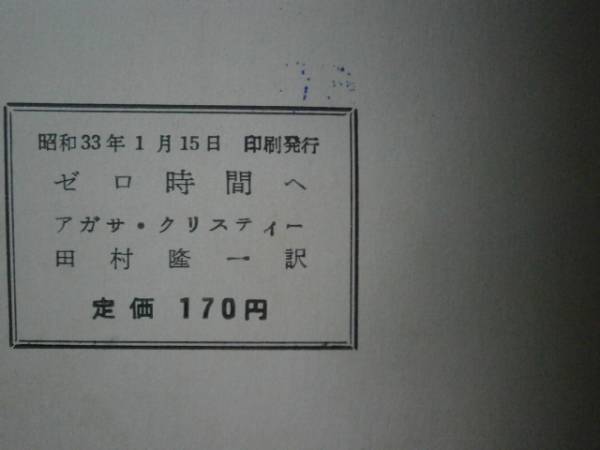 昭和33年1月15日 印刷発行
ゼロ時間へ
アガサ・クリスティー
田村隆一訳
定価 170円